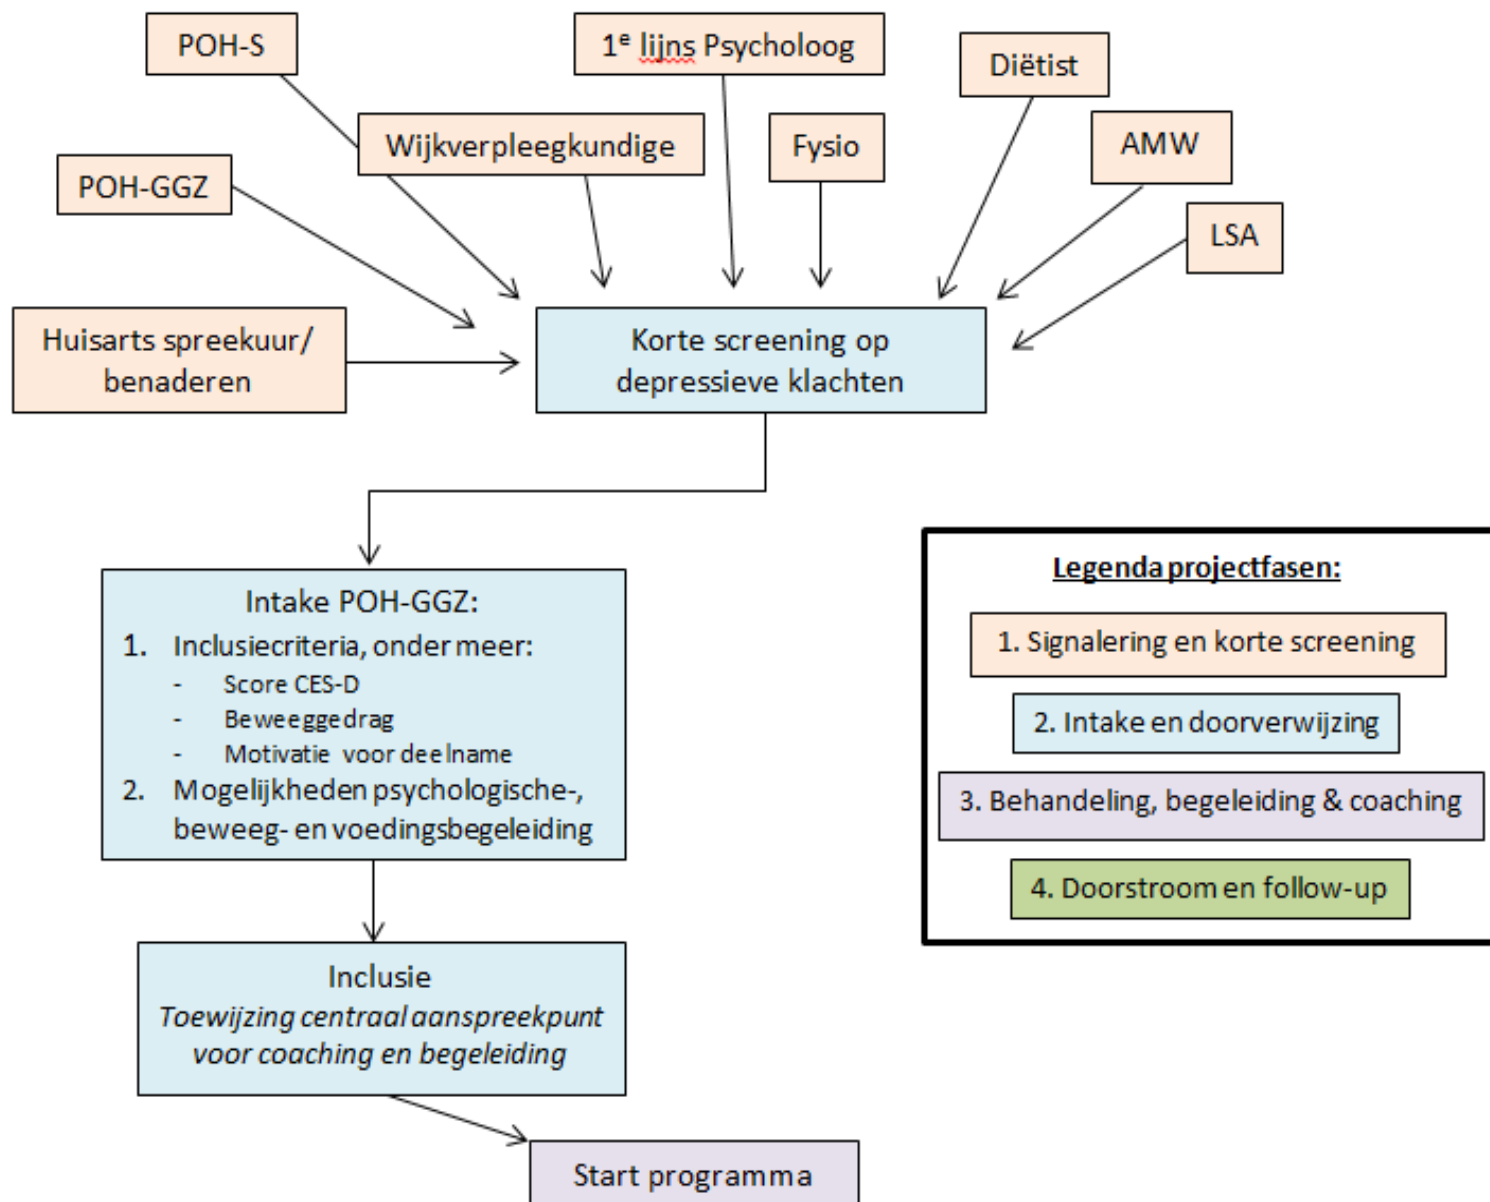 POH-S
1e lijns Psycholoog
Diëtist
Wijkverpleegkundige
Fysio
AMW
POH-GGZ
LSA
Huisarts spreekuur/
benaderen
Korte screening op
depressieve klachten
Intake POH-GGZ:
1. Inclusiecriteria, onder meer:
- Score CES-D
- Beweeggedrag
- Motivatie voor deelname
2. Mogelijkheden psychologische-,
beweeg- en voedingsbegeleiding
Inclusie
Toewijzing centraal aanspreekpunt
voor coaching en begeleiding
Start programma
Legenda projectfasen:
1. Signalering en korte screening
2. Intake en doorverwijzing
3. Behandeling, begeleiding & coaching
4. Doorstroom en follow-up